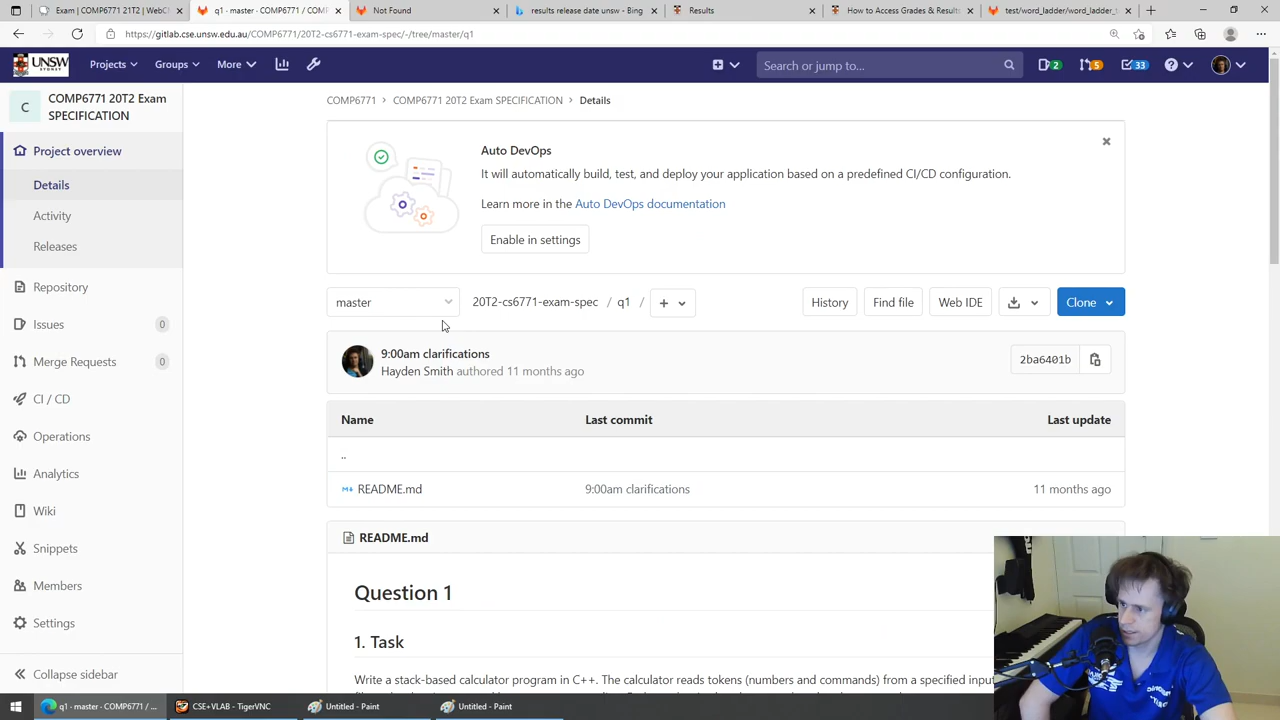 Exam | COMP6771 20T2 | WebC
q1 · master · COMP6771 / COMP
Not Found
results release date unsw - Bing
Results
How to Access Grades & Results
test/word_ladder/word_ladder_t
https://gitlab.cse.unsw.edu.au/COMP6771/20T2-cs6771-exam-spec/-/tree/master/q1
UNSW
SYDNEY
Projects
Groups
More
Search or jump to...
2
5
33
C
COMP6771 20T2 Exam
SPECIFICATION
Project overview
Details
Activity
Releases
Repository
Issues
0
Merge Requests
0
CI / CD
Operations
Analytics
Wiki
Snippets
Members
Settings
Collapse sidebar
COMP6771 > COMP6771 20T2 Exam SPECIFICATION > Details
Auto DevOps
It will automatically build, test, and deploy your application based on a predefined CI/CD configuration.
Learn more in the Auto DevOps documentation
Enable in settings
master
20T2-cs6771-exam-spec / q1 /
History
Find file
Web IDE
Clone
9:00am clarifications
Hayden Smith authored 11 months ago
2ba6401b
Name
Last commit
Last update
..
README.md
9:00am clarifications
11 months ago
README.md
Question 1
1. Task
Write a stack-based calculator program in C++. The calculator reads tokens (numbers and commands) from a specified input
q1 · master · COMP6771 / ...
CSE+VLAB - TigerVNC
Untitled - Paint
Untitled - Paint